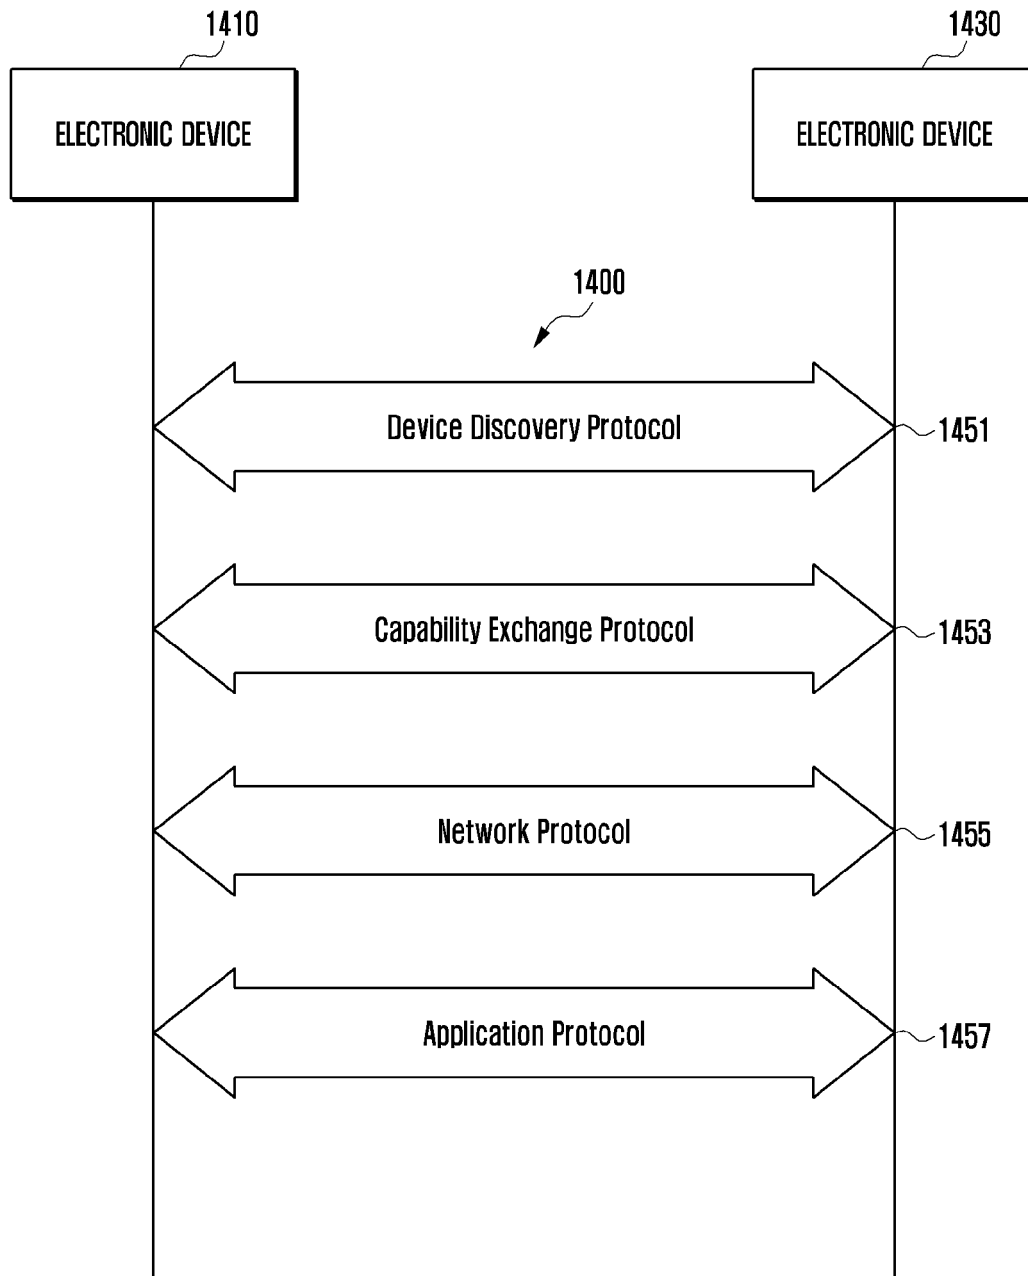 1410
1430
ELECTRONIC DEVICE
ELECTRONIC DEVICE
1400
Device Discovery Protocol
1451
Capability Exchange Protocol
1453
Network Protocol
1455
Application Protocol
1457